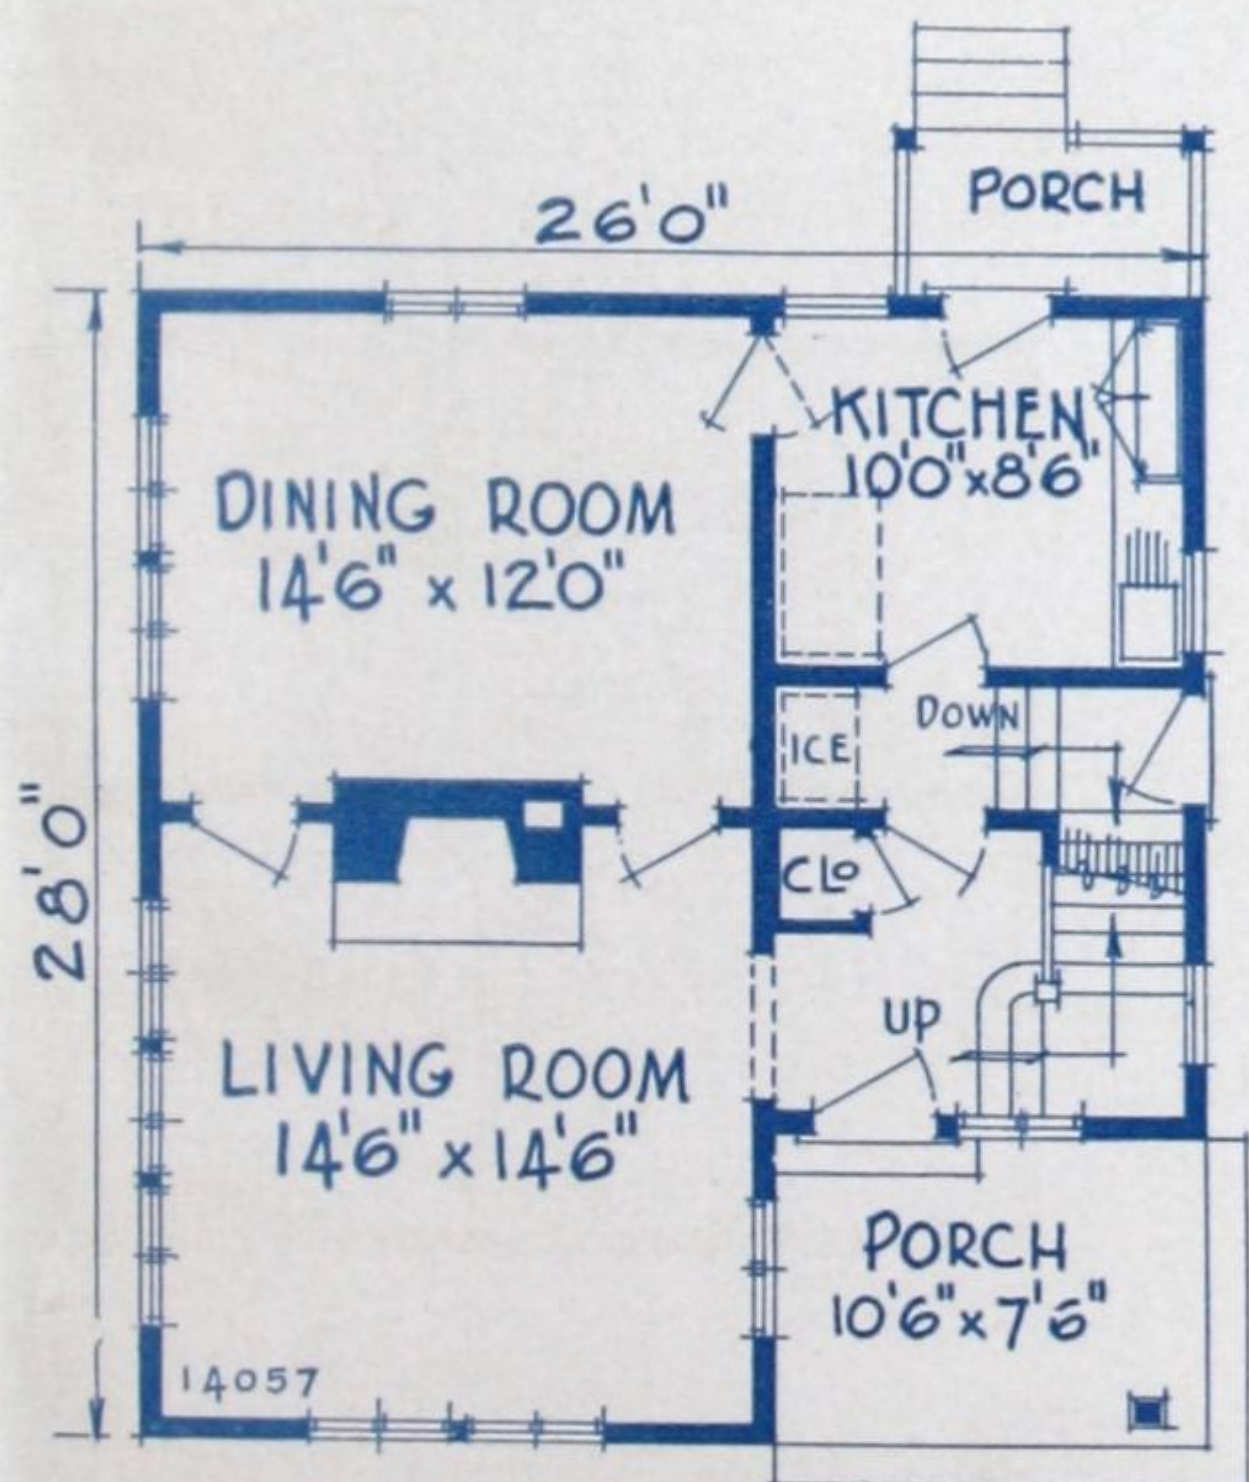 PORCH
26'0"
KITCHEN
10'0"x8'6"
DINING ROOM
14'6" x 12'0"
DOWN
ICE
28'0"
CLO
UP
LIVING ROOM
14'6" x 14'6"
PORCH
10'6"x7'6"
14057